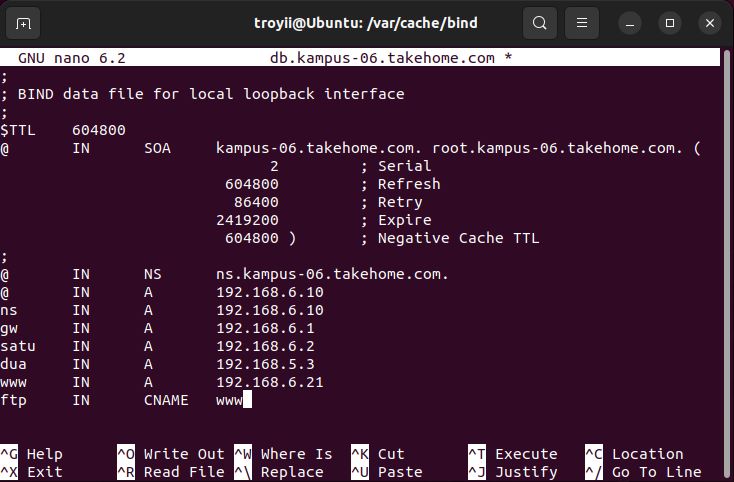 troyii@Ubuntu: /var/cache/bind
GNU nano 6.2 db.kampus-06.takehome.com *
;
; BIND data file for local loopback interface
;
$TTL 604800
@ IN SOA kampus-06.takehome.com. root.kampus-06.takehome.com. (
2 ; Serial
604800 ; Refresh
86400 ; Retry
2419200 ; Expire
604800 ) ; Negative Cache TTL
;
@ IN NS ns.kampus-06.takehome.com.
@ IN A 192.168.6.10
ns IN A 192.168.6.10
gw IN A 192.168.6.1
satu IN A 192.168.6.2
dua IN A 192.168.5.3
www IN A 192.168.6.21
ftp IN CNAME www
^G Help ^O Write Out ^W Where Is ^K Cut ^T Execute ^C Location
^X Exit ^R Read File ^\ Replace ^U Paste ^J Justify ^/ Go To Line